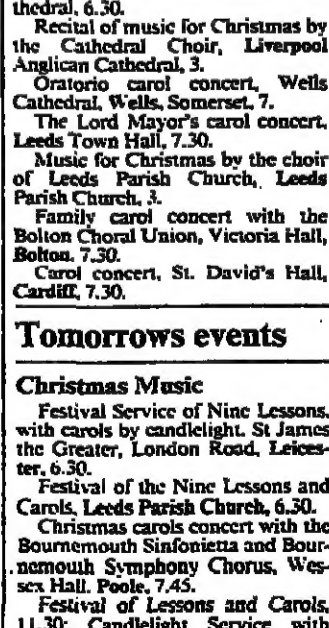 thedral, 6.30.
Recital of music for Christmas by
the Cathedral Choir, Liverpool
Anglican Cathedral, 3.
Oratorio carol concert, Wells
Cathedral, Wells, Somerset, 7.
The Lord Mayor's carol concert,
Leeds Town Hall, 7.30.
Music for Christmas by the choir
of Leeds Parish Church, Leeds
Parish Church, 3.
Family carol concert with the
Bolton Choral Union, Victoria Hall,
Bolton, 7.30.
Carol concert, St. David's Hall,
Cardiff, 7.30.
Tomorrows events
Christmas Music
Festival Service of Nine Lessons,
with carols by candlelight. St James
the Greater, London Road, Leices-
ter, 6.30.
Festival of the Nine Lessons and
Carols, Leeds Parish Church, 6.30.
Christmas carols concert with the
Bournemouth Sinfonietta and Bour-
nemouth Symphony Chorus, Wes-
sex Hall. Poole, 7.45.
Festival of Lessons and Carols,
11.30; Candlelight Service with